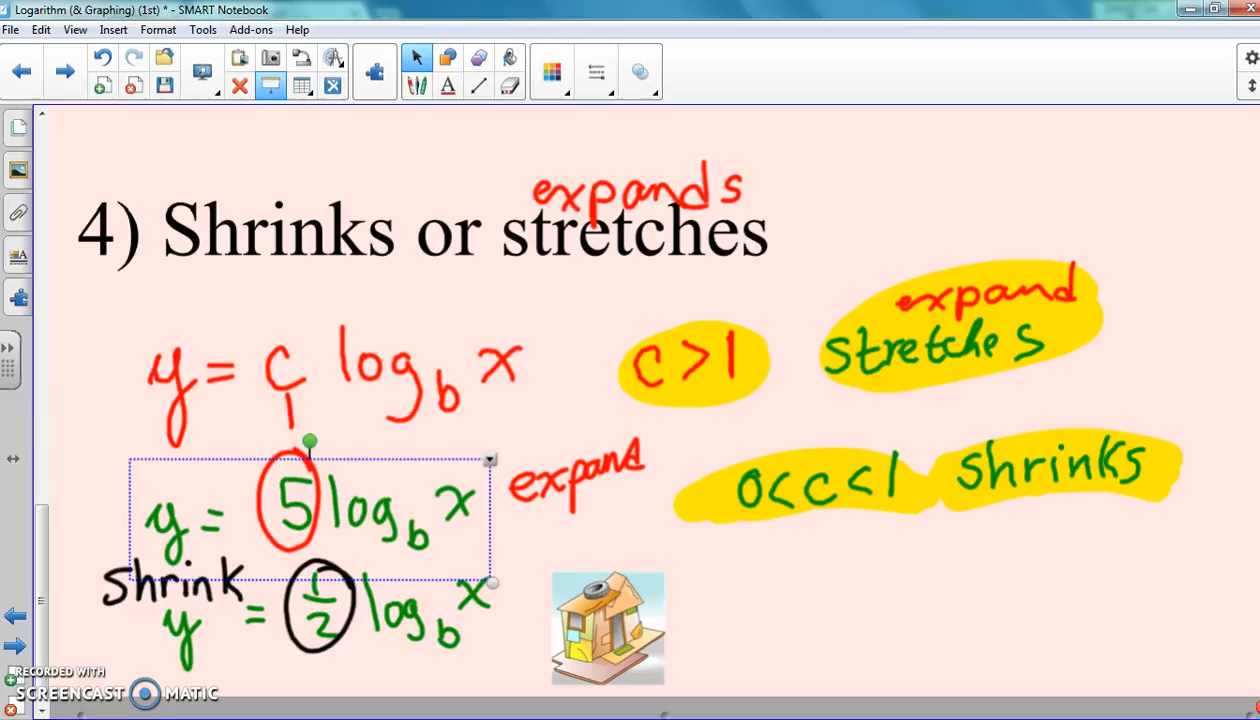 Logarithm (& Graphing) (1st) * - SMART Notebook
File Edit View Insert Format Tools Add-ons Help
expands
4) Shrinks or stretches
expand
y = c log_b x c > 1 stretches
y = 5 log_b x expand 0 < c < 1 shrinks
shrink
y = 1/2 log_b x
RECORDED WITH
SCREENCAST MATIC